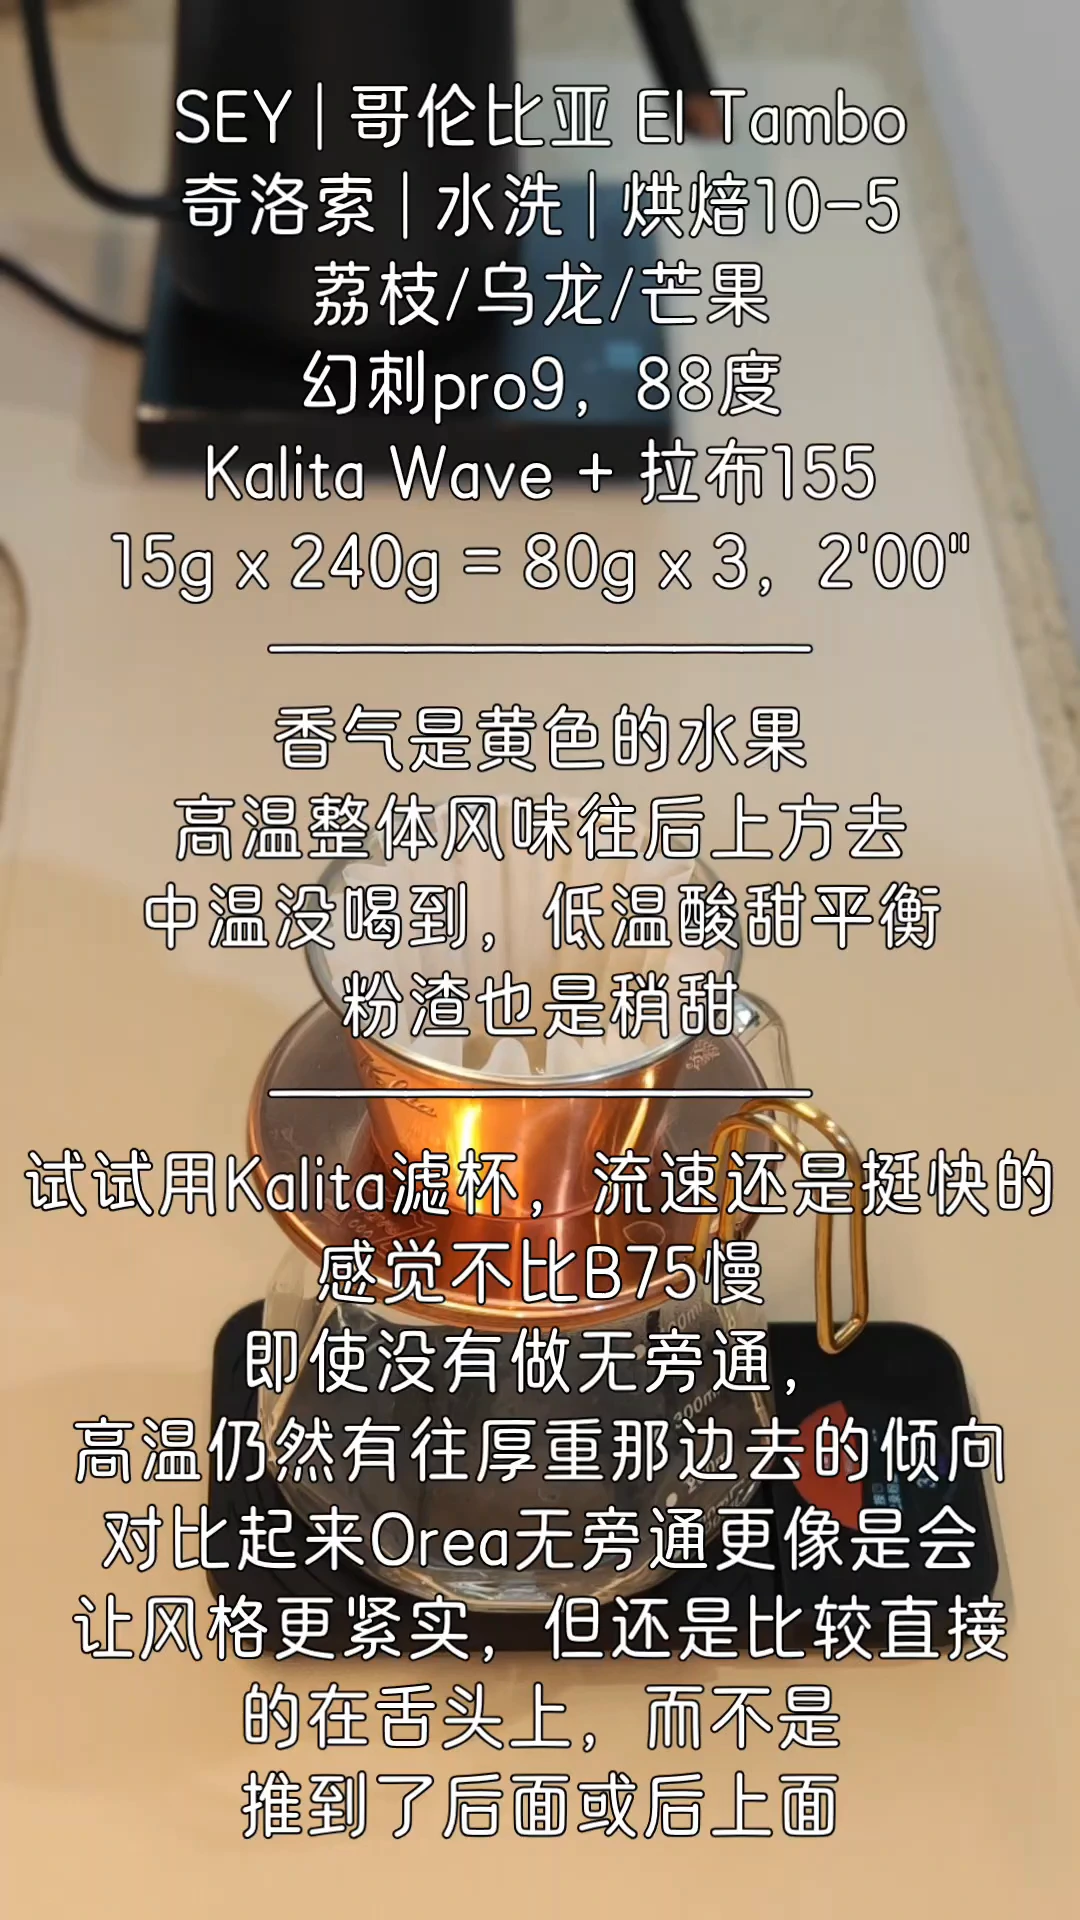 SEY | 哥伦比亚 El Tambo
奇洛索 | 水洗 | 烘焙10-5
荔枝/乌龙/芒果
幻刺pro9，88度
Kalita Wave + 拉布155
15g x 240g = 80g x 3，2'00"
香气是黄色的水果
高温整体风味往后上方去
中温没喝到，低温酸甜平衡
粉渣也是稍甜
试试用Kalita滤杯，流速还是挺快的
感觉不比B75慢
即使没有做无旁通，
高温仍然有往厚重那边去的倾向
对比起来Orea无旁通更像是会
让风格更紧实，但还是比较直接
的在舌头上，而不是
推到了后面或后上面
Kalita
300ml